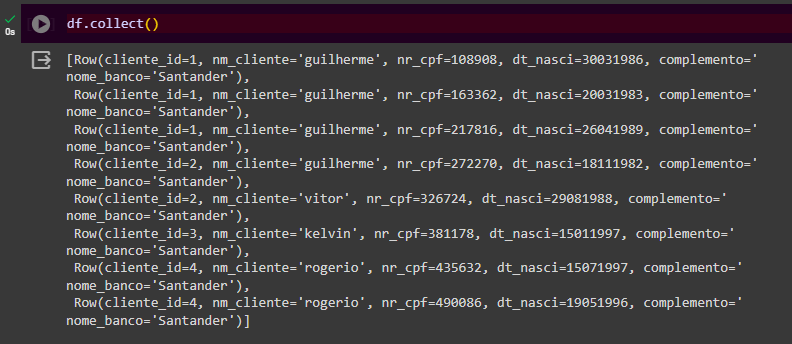 0s
df.collect()
[Row(cliente_id=1, nm_cliente='guilherme', nr_cpf=108908, dt_nasci=30031986, complemento='
nome_banco='Santander'),
Row(cliente_id=1, nm_cliente='guilherme', nr_cpf=163362, dt_nasci=20031983, complemento='
nome_banco='Santander'),
Row(cliente_id=1, nm_cliente='guilherme', nr_cpf=217816, dt_nasci=26041989, complemento='
nome_banco='Santander'),
Row(cliente_id=2, nm_cliente='guilherme', nr_cpf=272270, dt_nasci=18111982, complemento='
nome_banco='Santander'),
Row(cliente_id=2, nm_cliente='vitor', nr_cpf=326724, dt_nasci=29081988, complemento='
nome_banco='Santander'),
Row(cliente_id=3, nm_cliente='kelvin', nr_cpf=381178, dt_nasci=15011997, complemento='
nome_banco='Santander'),
Row(cliente_id=4, nm_cliente='rogerio', nr_cpf=435632, dt_nasci=15071997, complemento='
nome_banco='Santander'),
Row(cliente_id=4, nm_cliente='rogerio', nr_cpf=490086, dt_nasci=19051996, complemento='
nome_banco='Santander')]